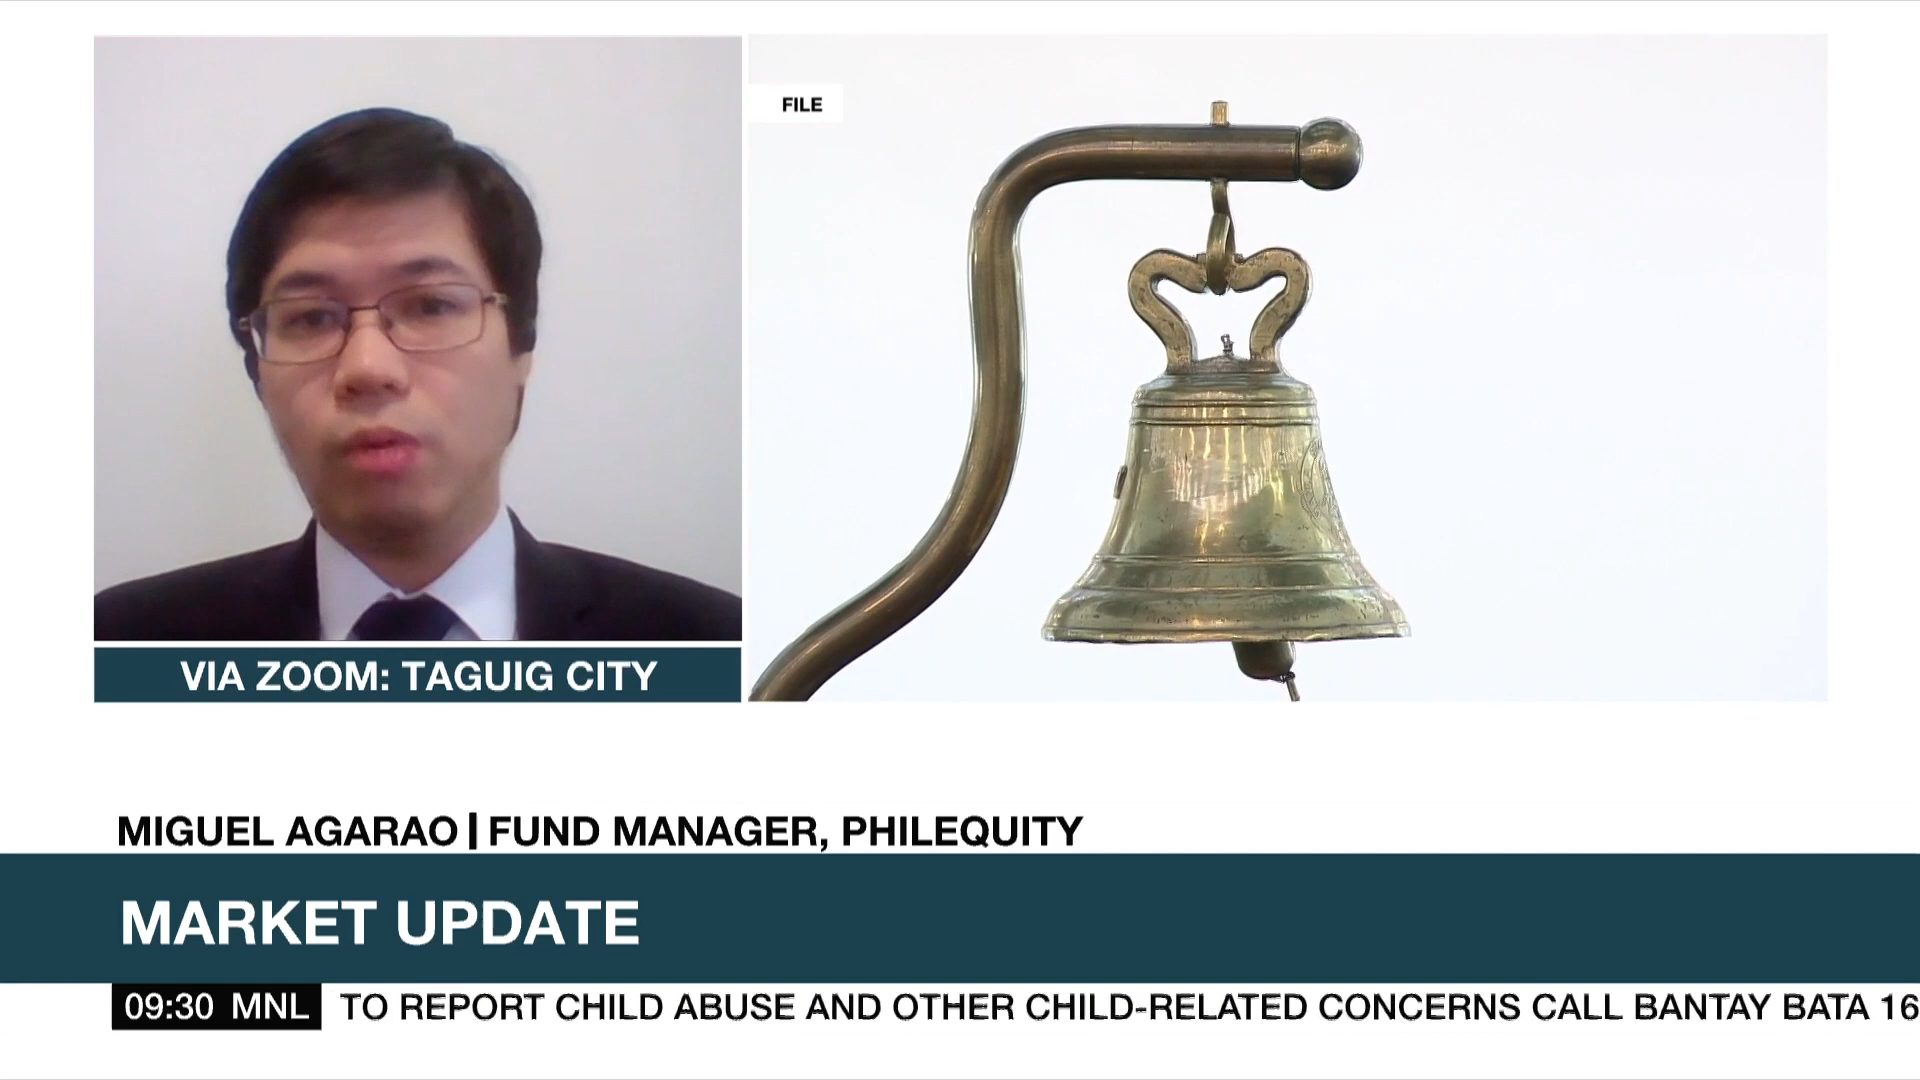 FILE
VIA ZOOM: TAGUIG CITY
MIGUEL AGARAO | FUND MANAGER, PHILEQUITY
MARKET UPDATE
09:30 MNL TO REPORT CHILD ABUSE AND OTHER CHILD-RELATED CONCERNS CALL BANTAY BATA 16